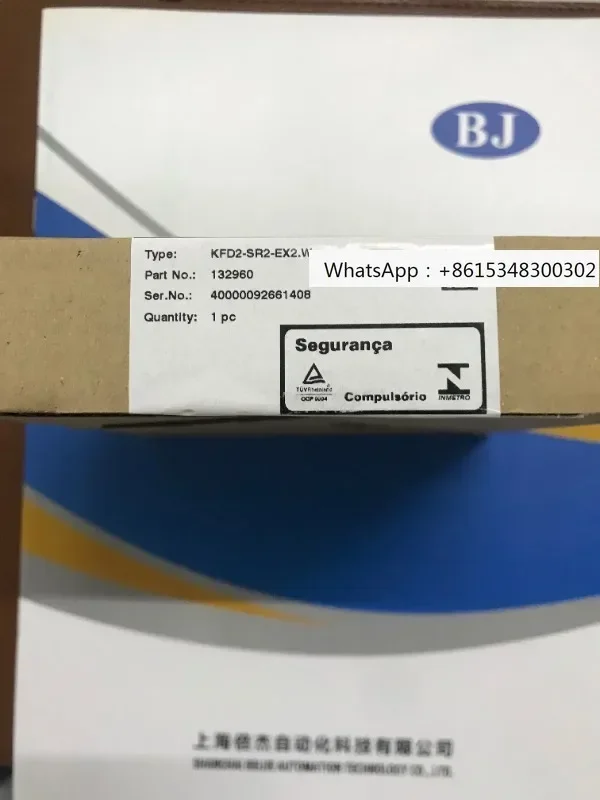 BJ
Type: KFD2-SR2-EX2.W
WhatsApp：+8615348300302
Part No.: 132960
Ser.No.: 40000092661408
Quantity: 1 pc
Segurança
Compulsório
INMETRO
上海倍杰自动化科技有限公司